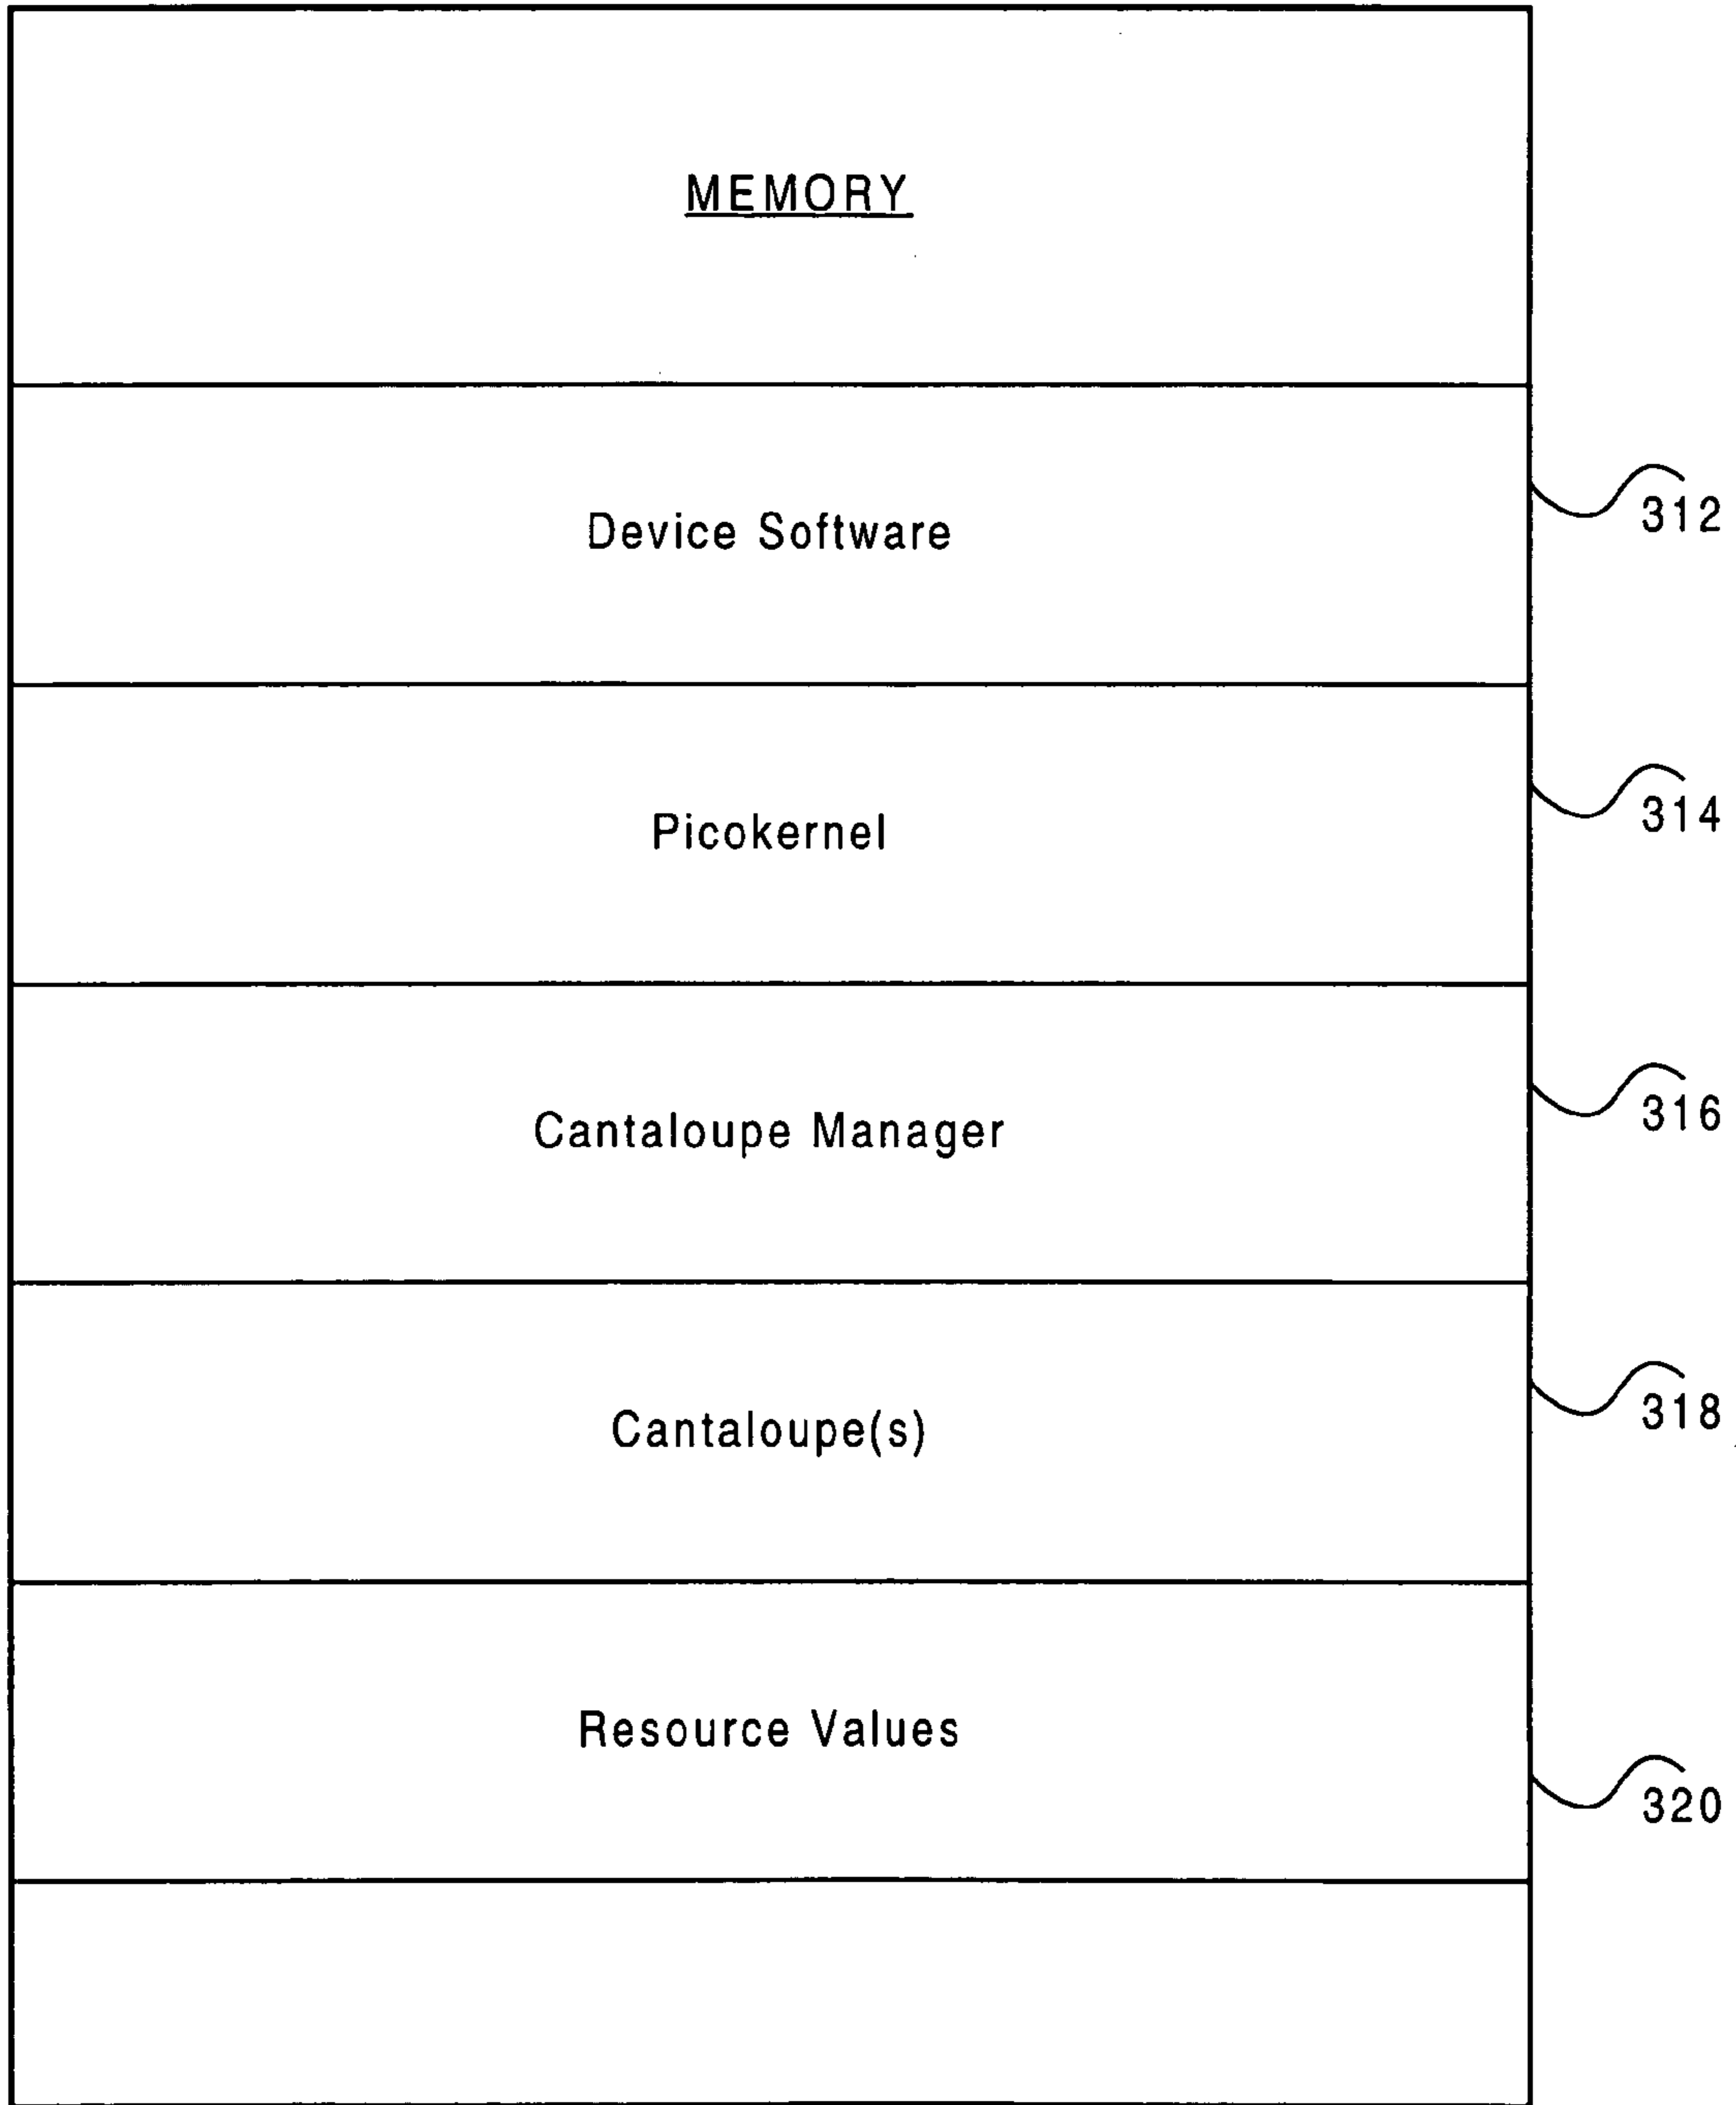 MEMORY
Device Software
312
Picokernel
314
Cantaloupe Manager
316
Cantaloupe(s)
318
Resource Values
320